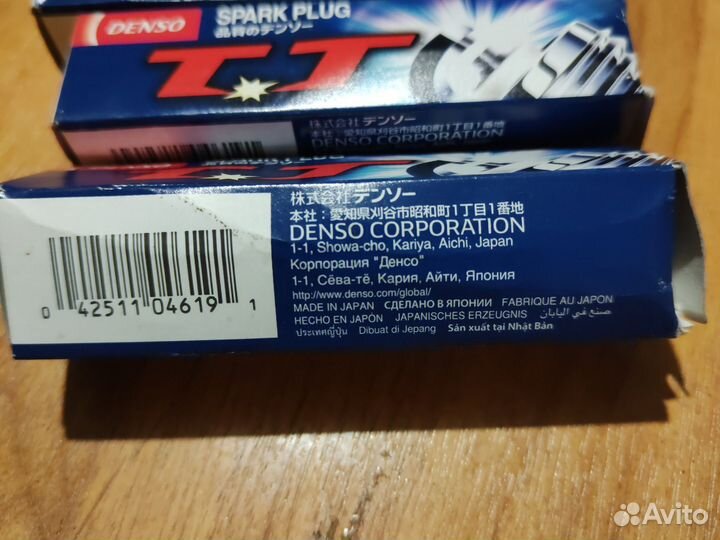 DENSO
SPARK PLUG
品質のデンソー
TT
株式会社デンソー
本社：愛知県刈谷市昭和町1丁目1番地
DENSO CORPORATION
株式会社デンソー
本社：愛知県刈谷市昭和町1丁目1番地
DENSO CORPORATION
1-1, Showa-cho, Kariya, Aichi, Japan
Корпорация "Денсо"
1-1, Сёва-тё, Кария, Айти, Япония
http://www.denso.com/global/
MADE IN JAPAN СДЕЛАНО В ЯПОНИИ FABRIQUE AU JAPON
HECHO EN JAPÓN JAPANISCHES ERZEUGNIS صنع في اليابان
ประเทศญี่ปุ่น Dibuat di Jepang Sản xuất tại Nhật Bản
0 42511 04619 1
Avito